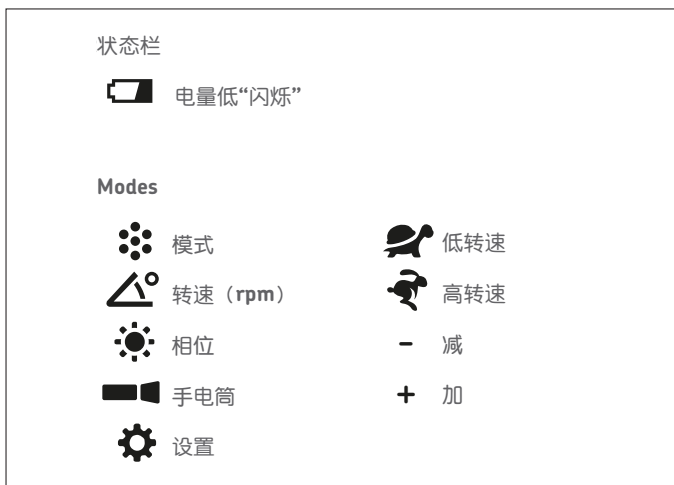 状态栏
电量低“闪烁”
Modes
模式
低转速
转速（rpm）
高转速
相位
- 减
手电筒
+ 加
设置